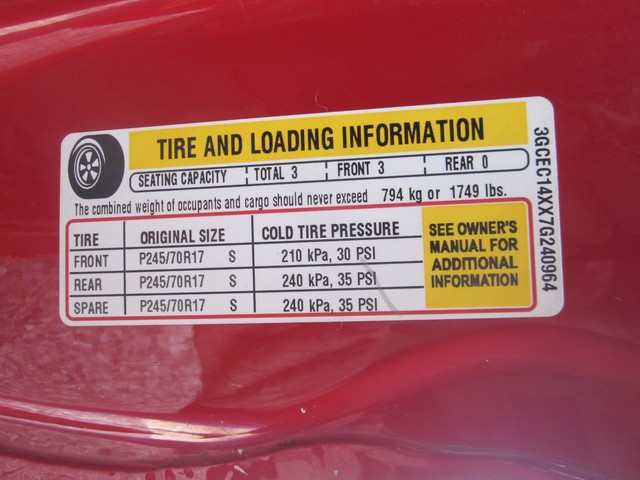 TIRE AND LOADING INFORMATION
SEATING CAPACITY TOTAL 3 FRONT 3 REAR 0
The combined weight of occupants and cargo should never exceed 794 kg or 1749 lbs.
TIRE ORIGINAL SIZE COLD TIRE PRESSURE
FRONT P245/70R17 S 210 kPa, 30 PSI
REAR P245/70R17 S 240 kPa, 35 PSI
SPARE P245/70R17 S 240 kPa, 35 PSI
SEE OWNER'S
MANUAL FOR
ADDITIONAL
INFORMATION
3GCEC14XX7G240964